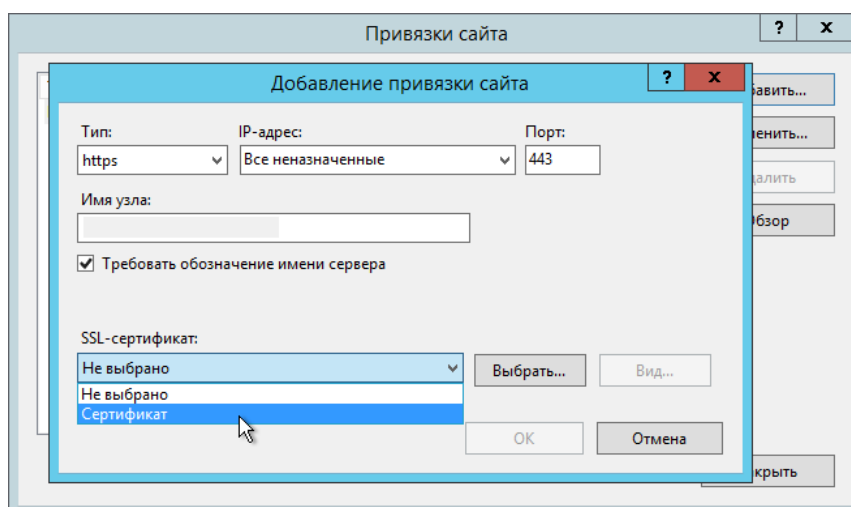 Привязки сайта
?
x
Добавление привязки сайта
?
x
Тип:
IP-адрес:
Порт:
https
Все неназначенные
443
Имя узла:
Требовать обозначение имени сервера
SSL-сертификат:
Не выбрано
Выбрать...
Вид...
Не выбрано
Сертификат
OK
Отмена
Обзор